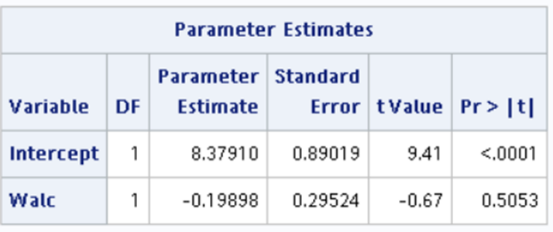 Parameter Estimates
Parameter Standard
Variable DF Estimate Error t Value Pr > |t|
Intercept 1 8.37910 0.89019 9.41 <.0001
Walc 1 -0.19898 0.29524 -0.67 0.5053